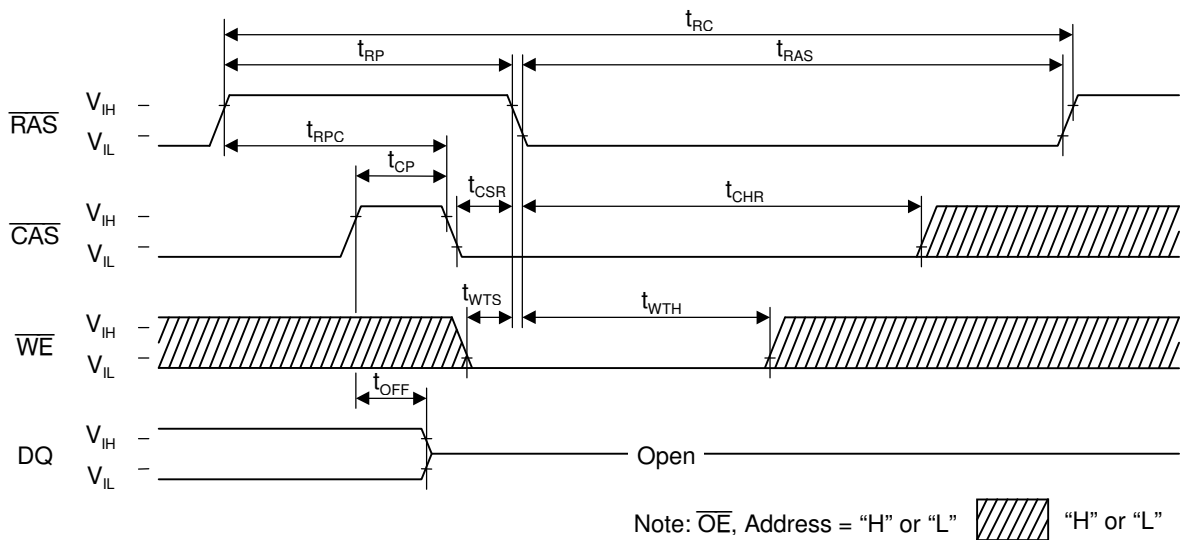 tRC
tRP
tRAS
RAS
VIH
VIL
tRPC
tCP
tCSR
tCHR
CAS
VIH
VIL
tWTS
tWTH
WE
VIH
VIL
tOFF
DQ
VIH
VIL
Open
Note: OE, Address = “H” or “L”
“H” or “L”